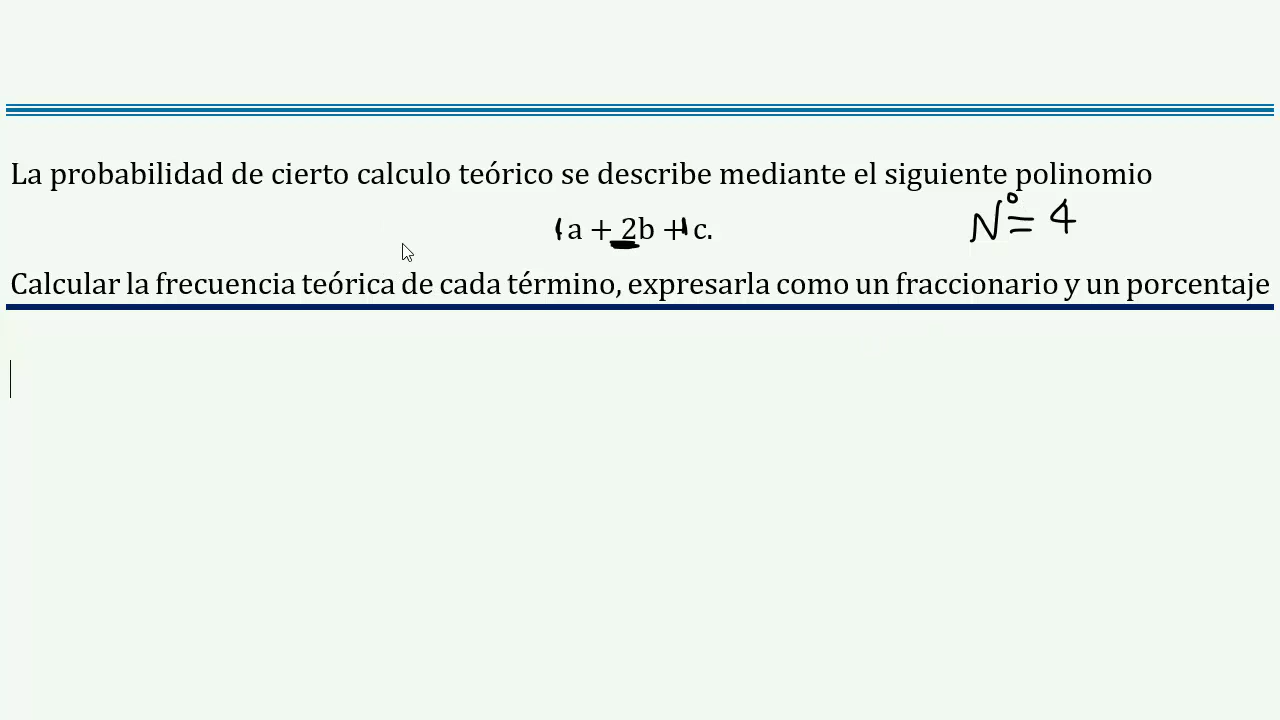 La probabilidad de cierto calculo teórico se describe mediante el siguiente polinomio
1a + 2b + 1c.
N° = 4
Calcular la frecuencia teórica de cada término, expresarla como un fraccionario y un porcentaje